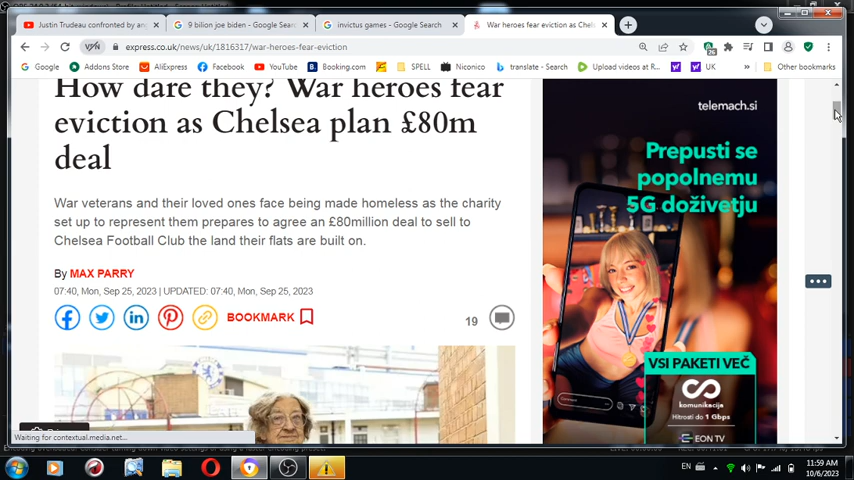 Justin Trudeau confronted by an
9 bilion joe biden - Google Sear
invictus games - Google Search
War heroes fear eviction as Chels
express.co.uk/news/uk/1816317/war-heroes-fear-eviction
Google
Addons Store
AliExpress
Facebook
YouTube
Booking.com
SPELL
Niconico
translate - Search
Upload videos at R...
UK
Other bookmarks
How dare they? War heroes fear
eviction as Chelsea plan £80m
deal
War veterans and their loved ones face being made homeless as the charity
set up to represent them prepares to agree an £80million deal to sell to
Chelsea Football Club the land their flats are built on.
By MAX PARRY
07:40, Mon, Sep 25, 2023 | UPDATED: 07:40, Mon, Sep 25, 2023
BOOKMARK
19
telemach.si
Prepusti se
popolnemu
5G doživetju
VSI PAKETI VEČ
komunikacija
Hitrosti do 1 Gbps
EON TV
Waiting for contextual.media.net...
EN
11:59 AM
10/6/2023